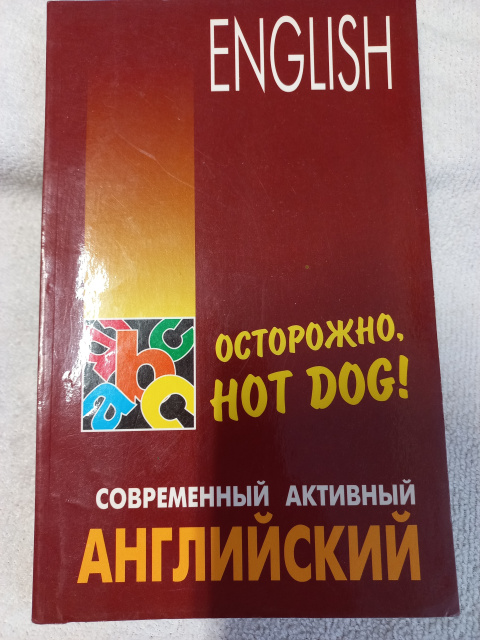 ENGLISH
ОСТОРОЖНО,
HOT DOG!
СОВРЕМЕННЫЙ АКТИВНЫЙ
АНГЛИЙСКИЙ